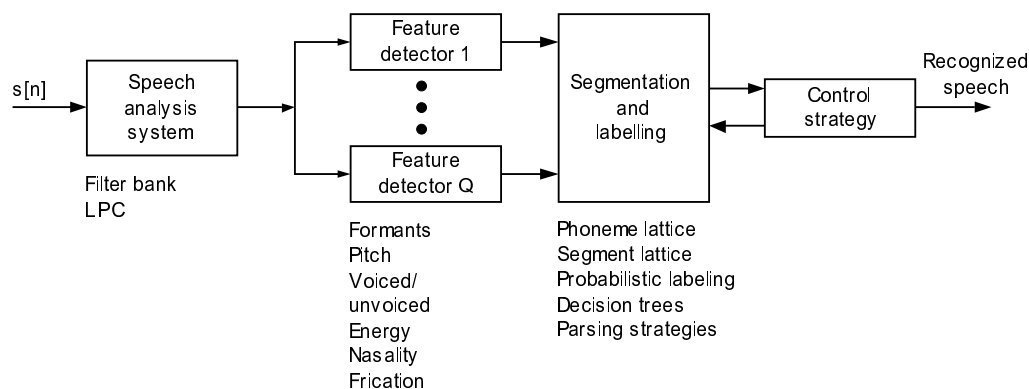 s[n]
Speech
analysis
system
Filter bank
LPC
Feature
detector 1
Feature
detector Q
Formants
Pitch
Voiced/
unvoiced
Energy
Nasality
Frication
Segmentation
and
labelling
Phoneme lattice
Segment lattice
Probabilistic labeling
Decision trees
Parsing strategies
Control
strategy
Recognized
speech